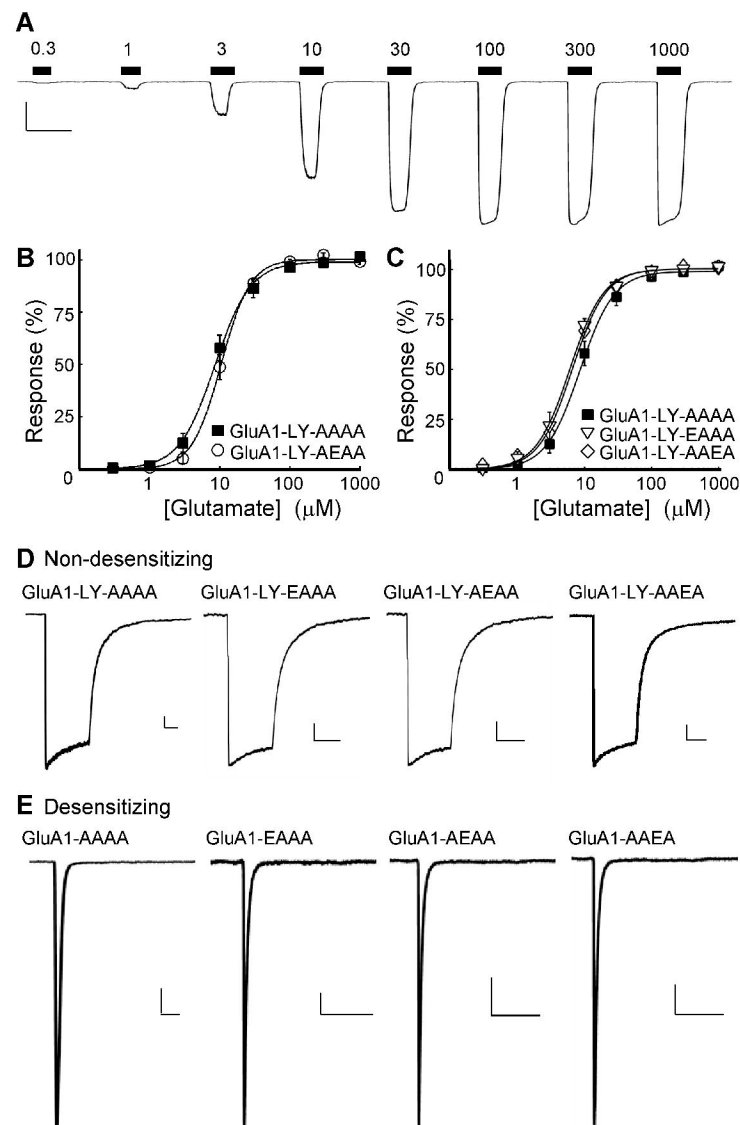 A
0.3 1 3 10 30 100 300 1000
B
100
75
50
25
0
Response (%)
GluA1-LY-AAAA
GluA1-LY-AEAA
1 10 100 1000
[Glutamate] (μM)
C
100
75
50
25
0
Response (%)
GluA1-LY-AAAA
GluA1-LY-EAAA
GluA1-LY-AAEA
1 10 100 1000
[Glutamate] (μM)
D Non-desensitizing
GluA1-LY-AAAA GluA1-LY-EAAA GluA1-LY-AEAA GluA1-LY-AAEA
E Desensitizing
GluA1-AAAA GluA1-EAAA GluA1-AEAA GluA1-AAEA